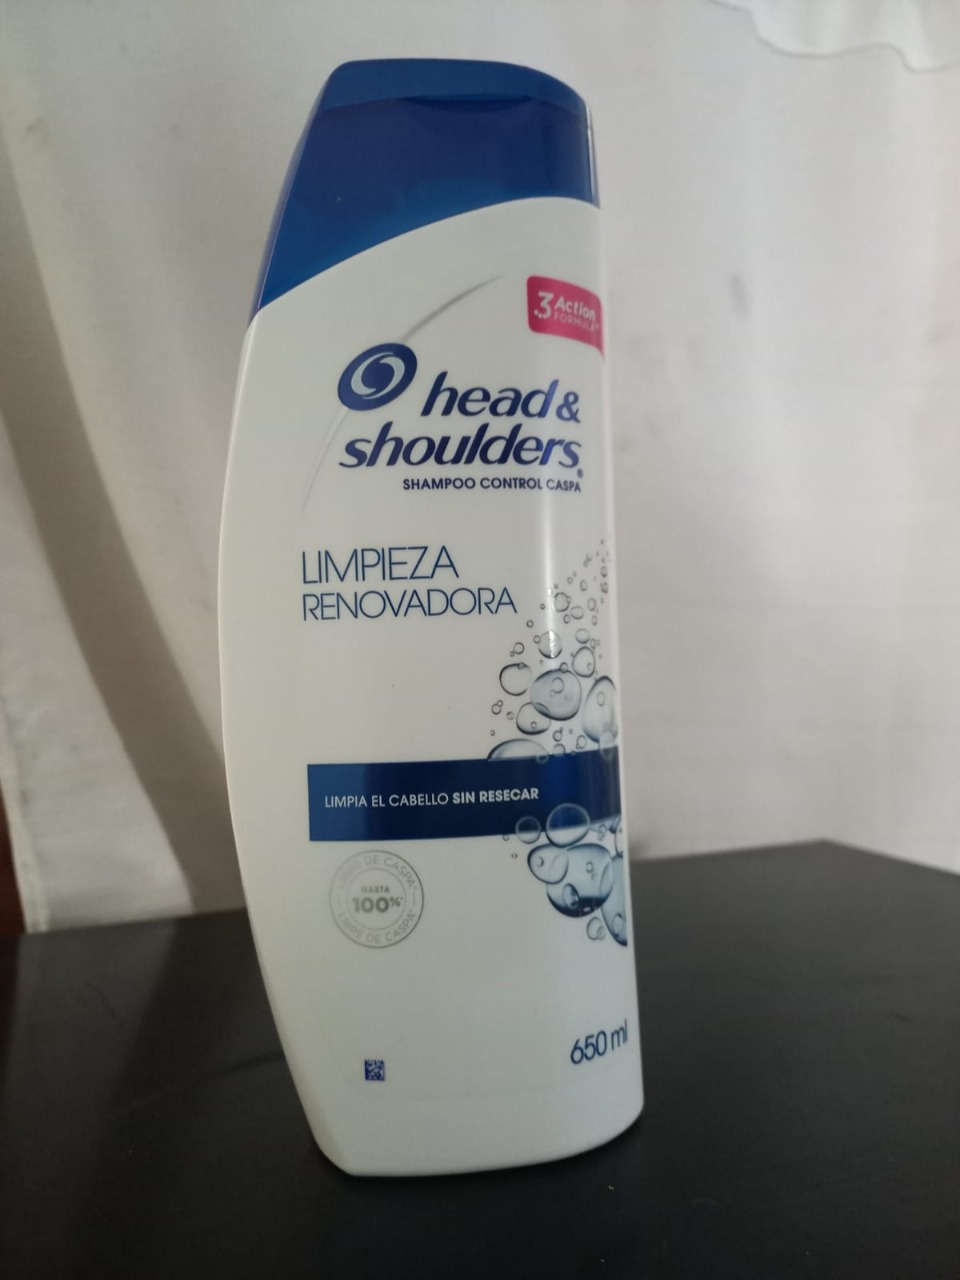 3 Action
FORMULA
head &
shoulders®
SHAMPOO CONTROL CASPA
LIMPIEZA
RENOVADORA
LIMPIA EL CABELLO SIN RESECAR
LIBRE DE CASPA*
HASTA
100%*
LIBRE DE CASPA*
650 ml